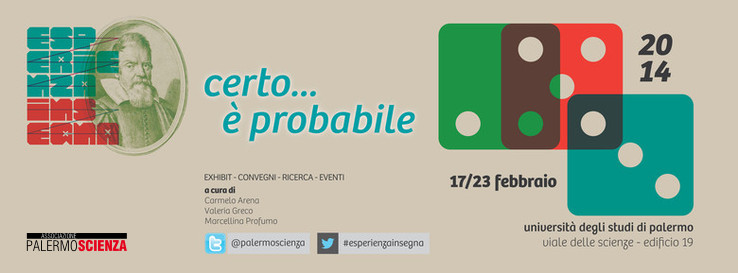 certo...
è probabile
20
14
EXHIBIT - CONVEGNI - RICERCA - EVENTI
a cura di
Carmelo Arena
Valeria Greco
Marcellina Profumo
@palermoscienza
#esperienzainsegna
17/23 febbraio
università degli studi di palermo
viale delle scienze - edificio 19
ASSOCIAZIONE
PALERMOSCIENZA